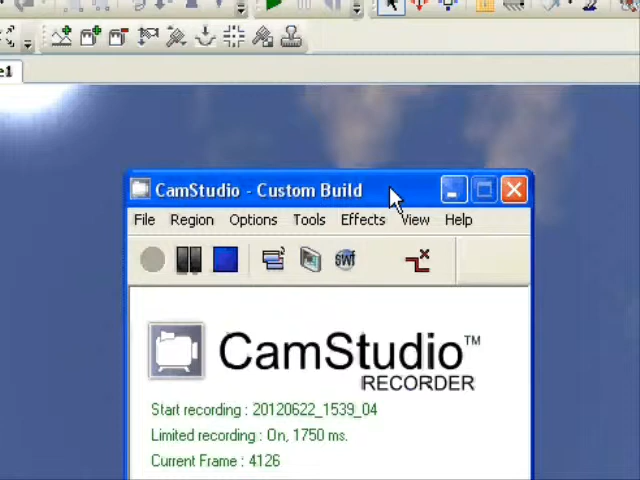 e1
CamStudio - Custom Build
File Region Options Tools Effects View Help
swf
CamStudio™
RECORDER
Start recording : 20120622_1539_04
Limited recording : On, 1750 ms.
Current Frame : 4126